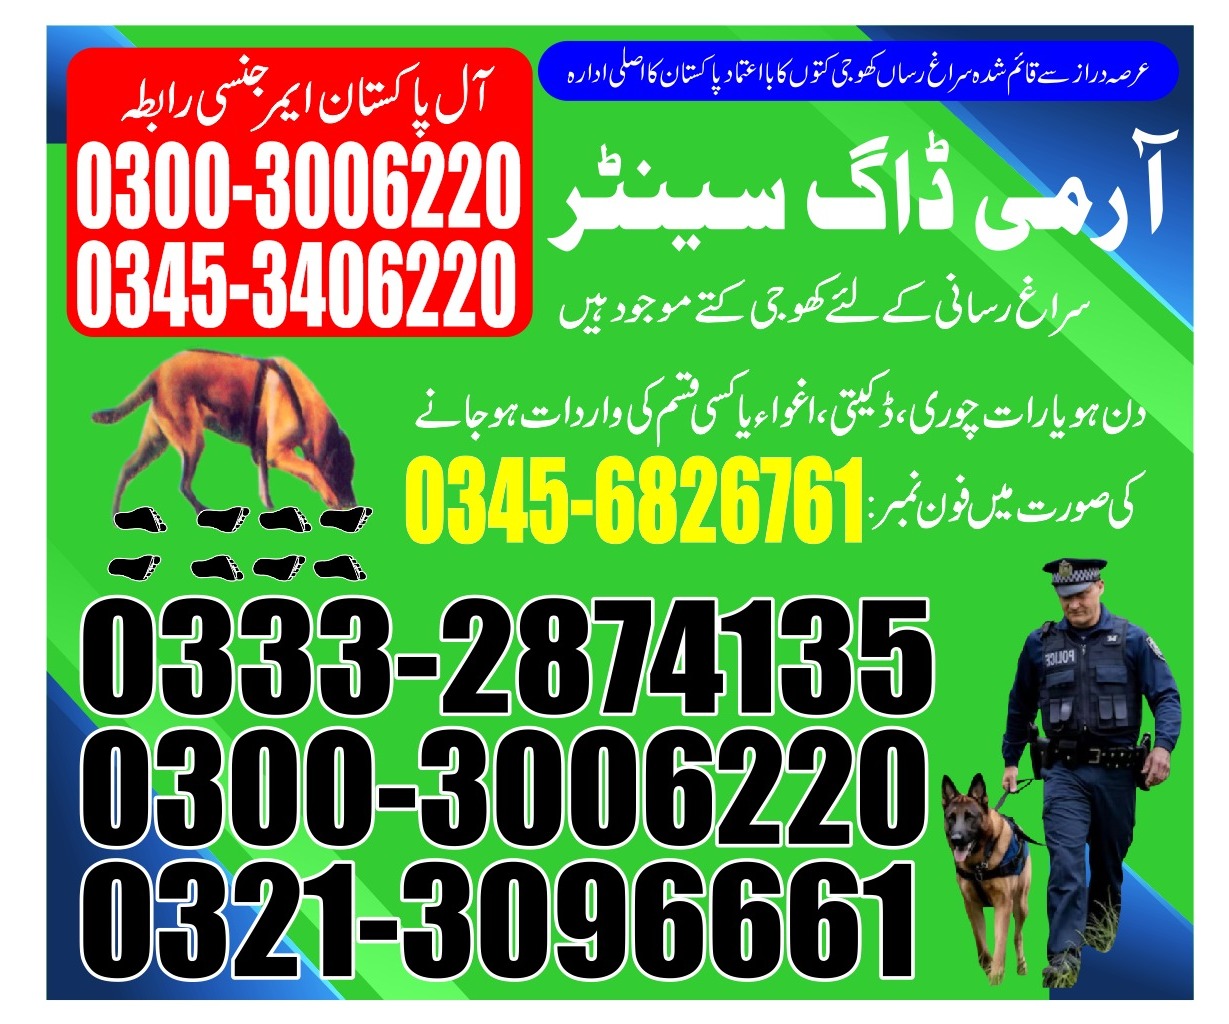 عرصہ دراز سے قائم شدہ سراغ رساں کھوجی کتوں کا بااعتماد پاکستان کا اصلی ادارہ
آل پاکستان ایمرجنسی رابطہ
0300-3006220
0345-3406220
آرمی ڈاگ سینٹر
سراغ رسانی کے لئے کھوجی کتے موجود ہیں
دن ہو یا رات چوری، ڈکیتی، اغواء یا کسی قسم کی واردات ہو جانے
کی صورت میں فون نمبر: 0345-6826761
0333-2874135
0300-3006220
0321-3096661
POLICE